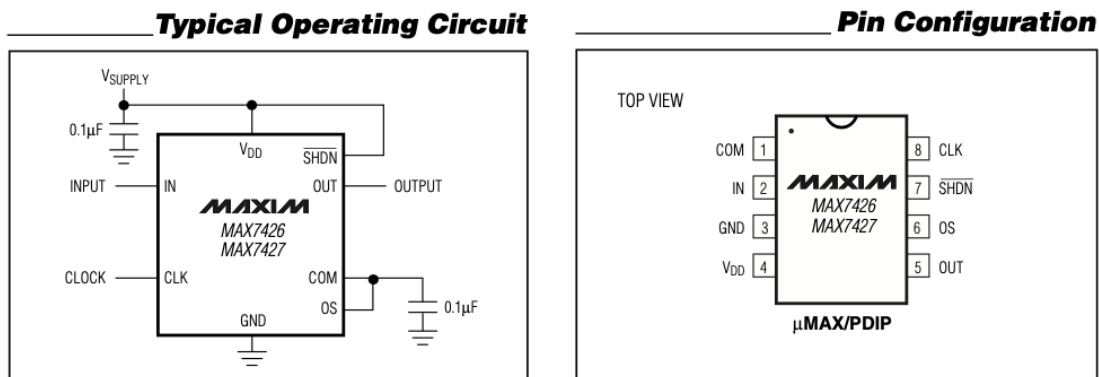 Typical Operating Circuit
VSUPPLY
0.1µF
VDD
SHDN
INPUT
IN
OUT
OUTPUT
MAXIM
MAX7426
MAX7427
CLOCK
CLK
COM
OS
0.1µF
GND
Pin Configuration
TOP VIEW
COM 1
8 CLK
IN 2
MAXIM
7 SHDN
MAX7426
GND 3
MAX7427
6 OS
VDD 4
5 OUT
µMAX/PDIP